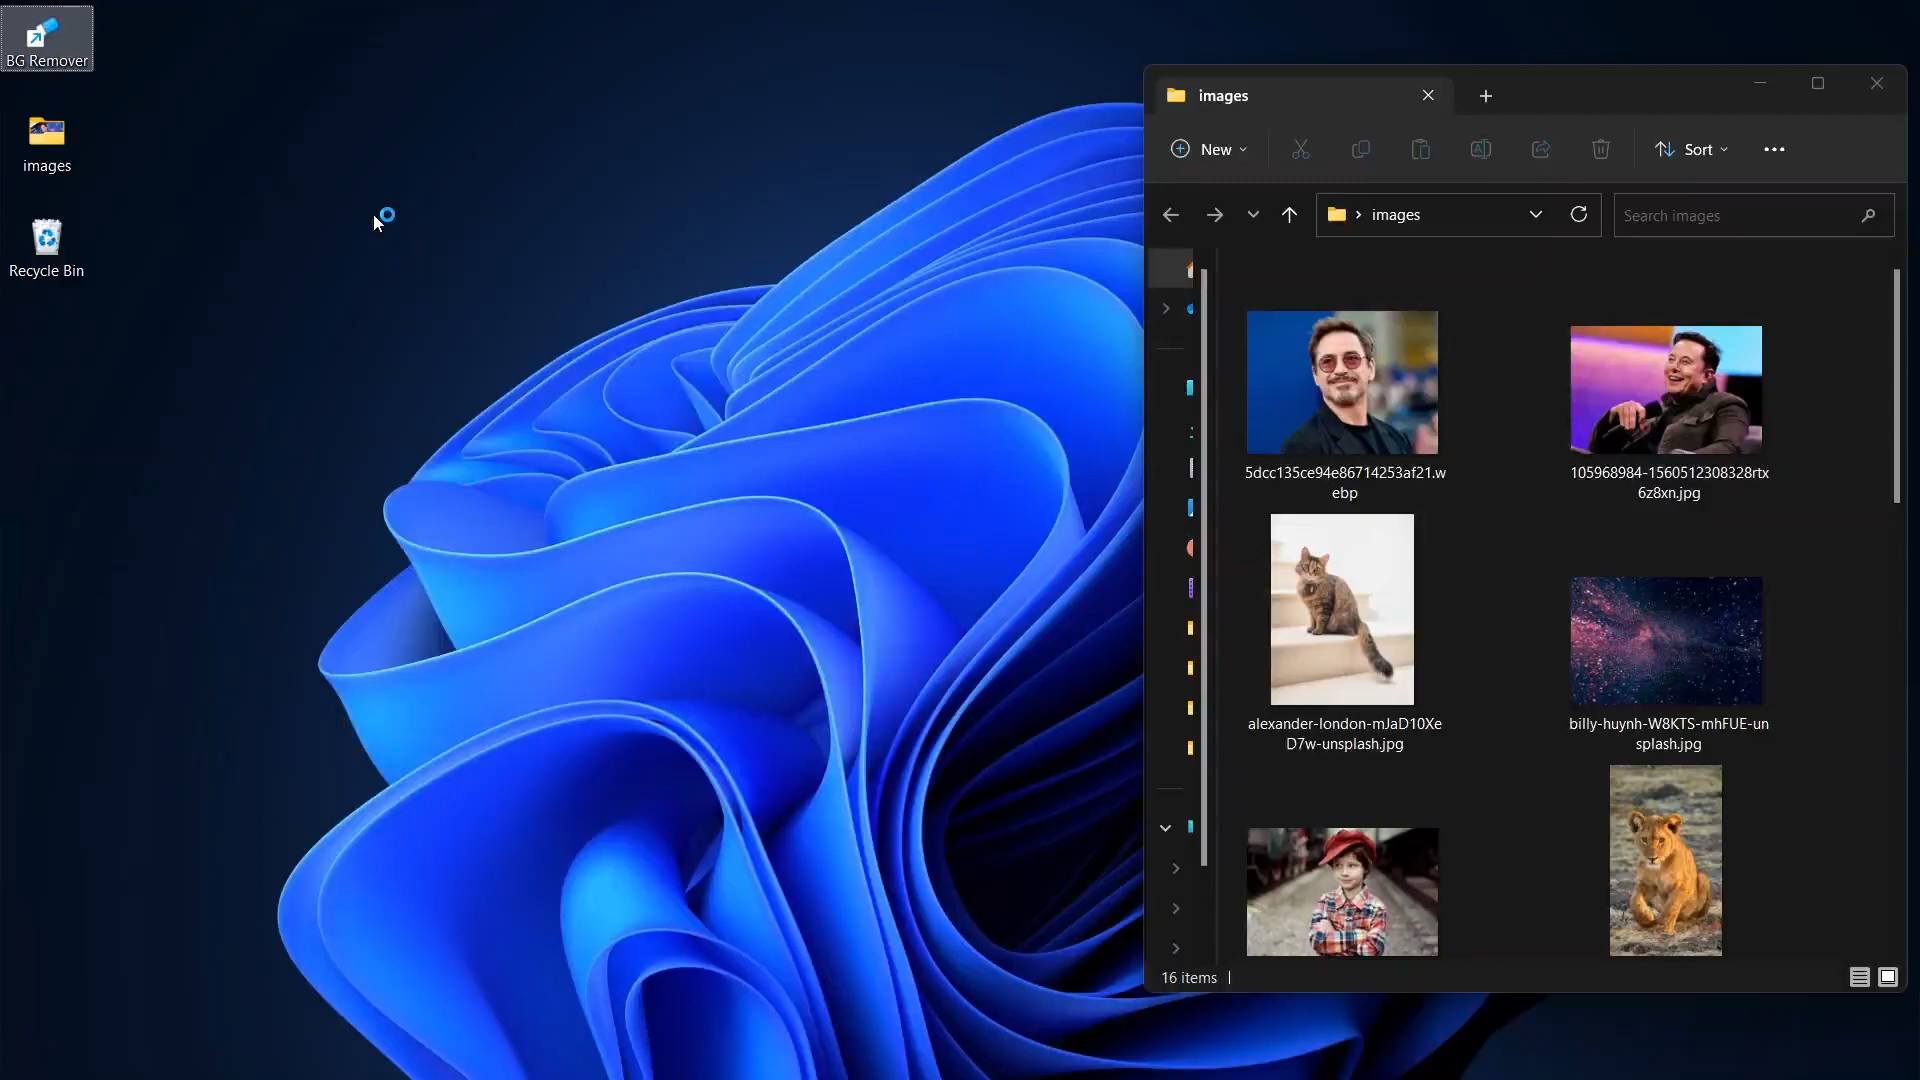 BG Remover
images
Recycle Bin
images
New
Sort
images
Search images
5dcc135ce94e86714253af21.w
ebp
105968984-1560512308328rtx
6z8xn.jpg
alexander-london-mJaD10Xe
D7w-unsplash.jpg
billy-huynh-W8KTS-mhFUE-un
splash.jpg
16 items